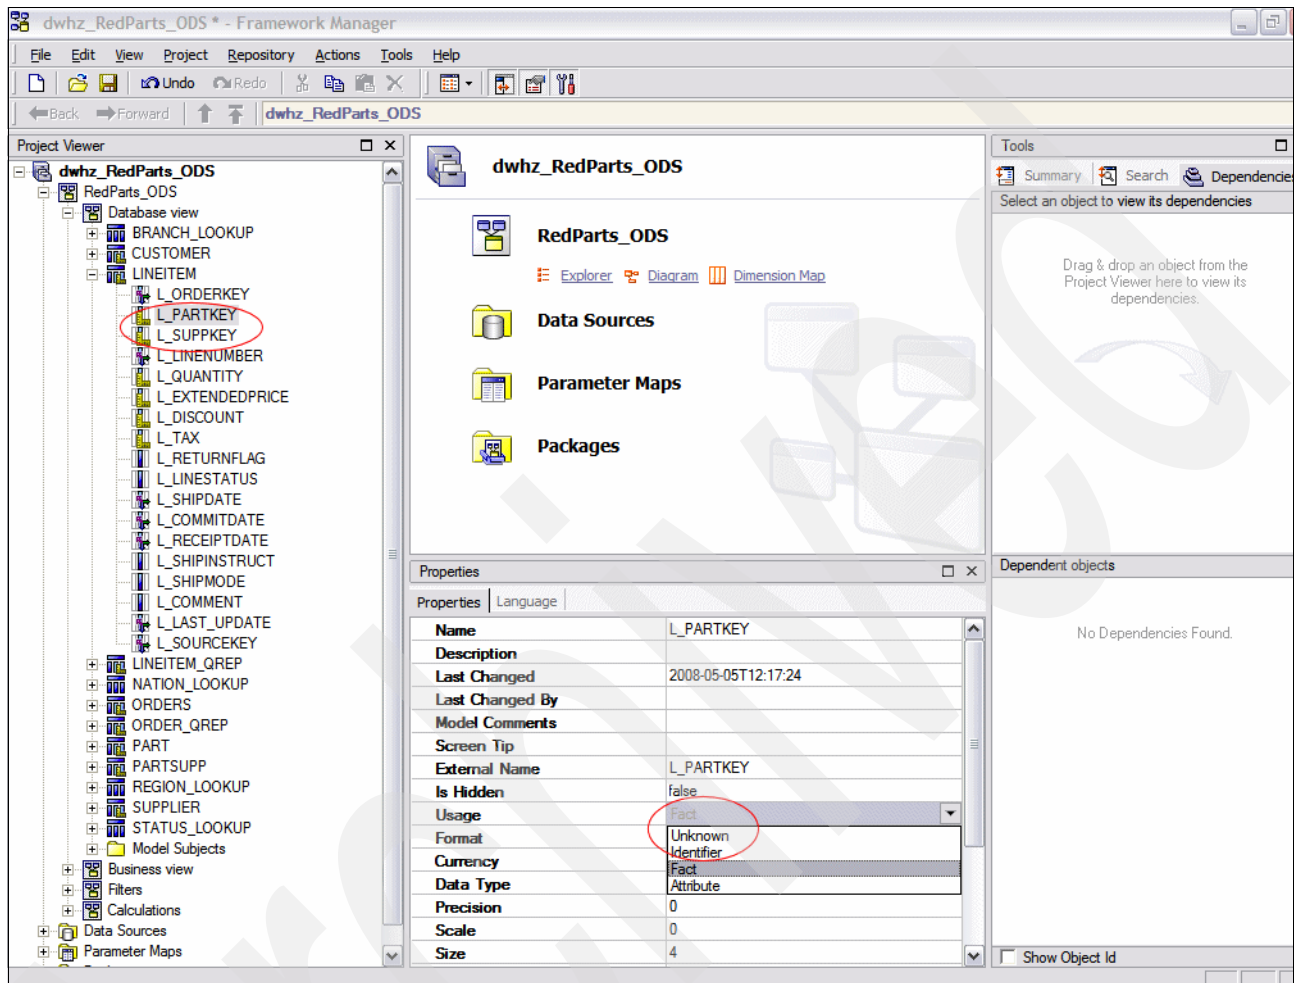 dwhz_RedParts_ODS * - Framework Manager
File Edit View Project Repository Actions Tools Help
Undo Redo
Back Forward dwhz_RedParts_ODS
Project Viewer
dwhz_RedParts_ODS
RedParts_ODS
Database view
BRANCH_LOOKUP
CUSTOMER
LINEITEM
L_ORDERKEY
L_PARTKEY
L_SUPPKEY
L_LINENUMBER
L_QUANTITY
L_EXTENDEDPRICE
L_DISCOUNT
L_TAX
L_RETURNFLAG
L_LINESTATUS
L_SHIPDATE
L_COMMITDATE
L_RECEIPTDATE
L_SHIPINSTRUCT
L_SHIPMODE
L_COMMENT
L_LAST_UPDATE
L_SOURCEKEY
LINEITEM_QREP
NATION_LOOKUP
ORDERS
ORDER_QREP
PART
PARTSUPP
REGION_LOOKUP
SUPPLIER
STATUS_LOOKUP
Model Subjects
Business view
Filters
Calculations
Data Sources
Parameter Maps
dwhz_RedParts_ODS
RedParts_ODS
Explorer Diagram Dimension Map
Data Sources
Parameter Maps
Packages
Properties
Properties Language
Name L_PARTKEY
Description
Last Changed 2008-05-05T12:17:24
Last Changed By
Model Comments
Screen Tip
External Name L_PARTKEY
Is Hidden false
Usage Fact
Format Unknown
Identifier
Currency Fact
Data Type Attribute
Precision 0
Scale 0
Size 4
Tools
Summary Search Dependencie
Select an object to view its dependencies
Drag & drop an object from the
Project Viewer here to view its
dependencies.
Dependent objects
No Dependencies Found.
Show Object Id